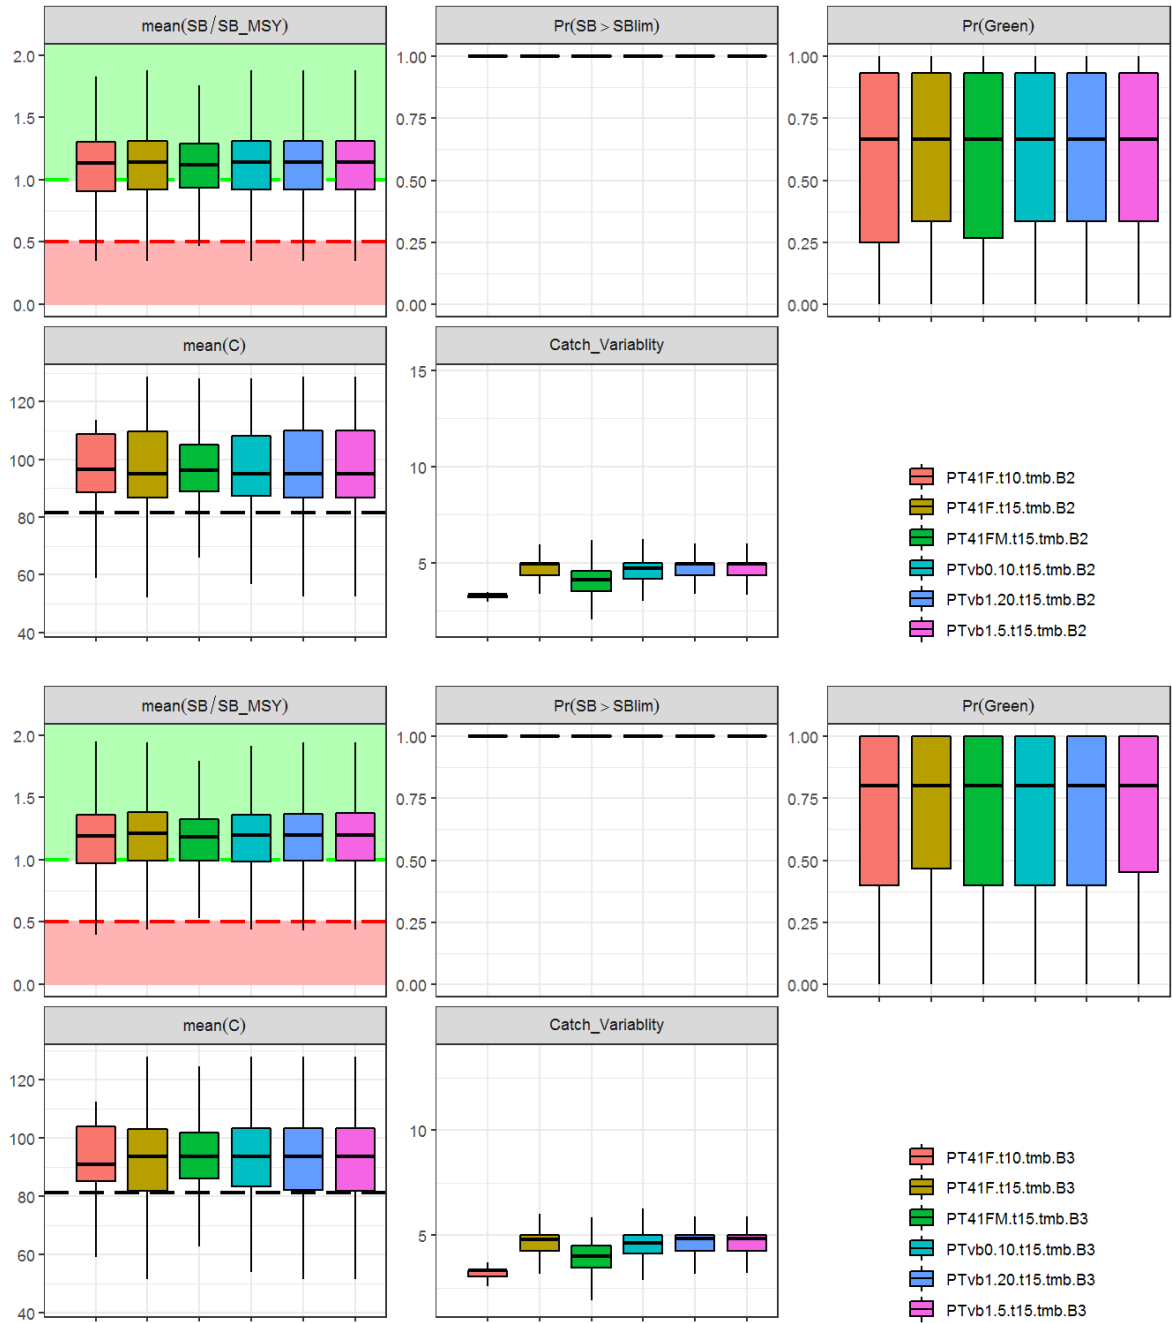 mean(SB/SB_MSY)
Pr(SB > SBlim)
Pr(Green)
2.0
1.5
1.0
0.5
0.0
1.00
0.75
0.50
0.25
0.00
1.00
0.75
0.50
0.25
0.00
mean(C)
Catch_Variablity
120
100
80
60
40
15
10
5
PT41F.t10.tmb.B2
PT41F.t15.tmb.B2
PT41FM.t15.tmb.B2
PTvb0.10.t15.tmb.B2
PTvb1.20.t15.tmb.B2
PTvb1.5.t15.tmb.B2
mean(SB/SB_MSY)
Pr(SB > SBlim)
Pr(Green)
2.0
1.5
1.0
0.5
0.0
1.00
0.75
0.50
0.25
0.00
1.00
0.75
0.50
0.25
0.00
mean(C)
Catch_Variablity
120
100
80
60
40
10
5
PT41F.t10.tmb.B3
PT41F.t15.tmb.B3
PT41FM.t15.tmb.B3
PTvb0.10.t15.tmb.B3
PTvb1.20.t15.tmb.B3
PTvb1.5.t15.tmb.B3